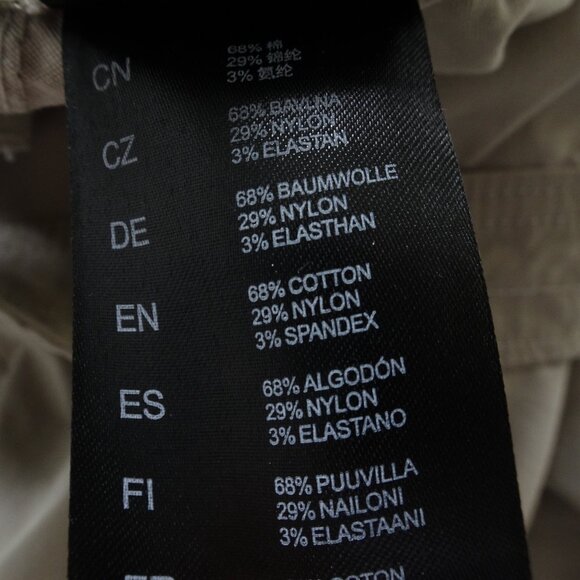 CN
68% 棉
29% 锦纶
3% 氨纶
CZ
68% BAVLNA
29% NYLON
3% ELASTAN
DE
68% BAUMWOLLE
29% NYLON
3% ELASTHAN
EN
68% COTTON
29% NYLON
3% SPANDEX
ES
68% ALGODÓN
29% NYLON
3% ELASTANO
FI
68% PUUVILLA
29% NAILONI
3% ELASTAANI
COTTON